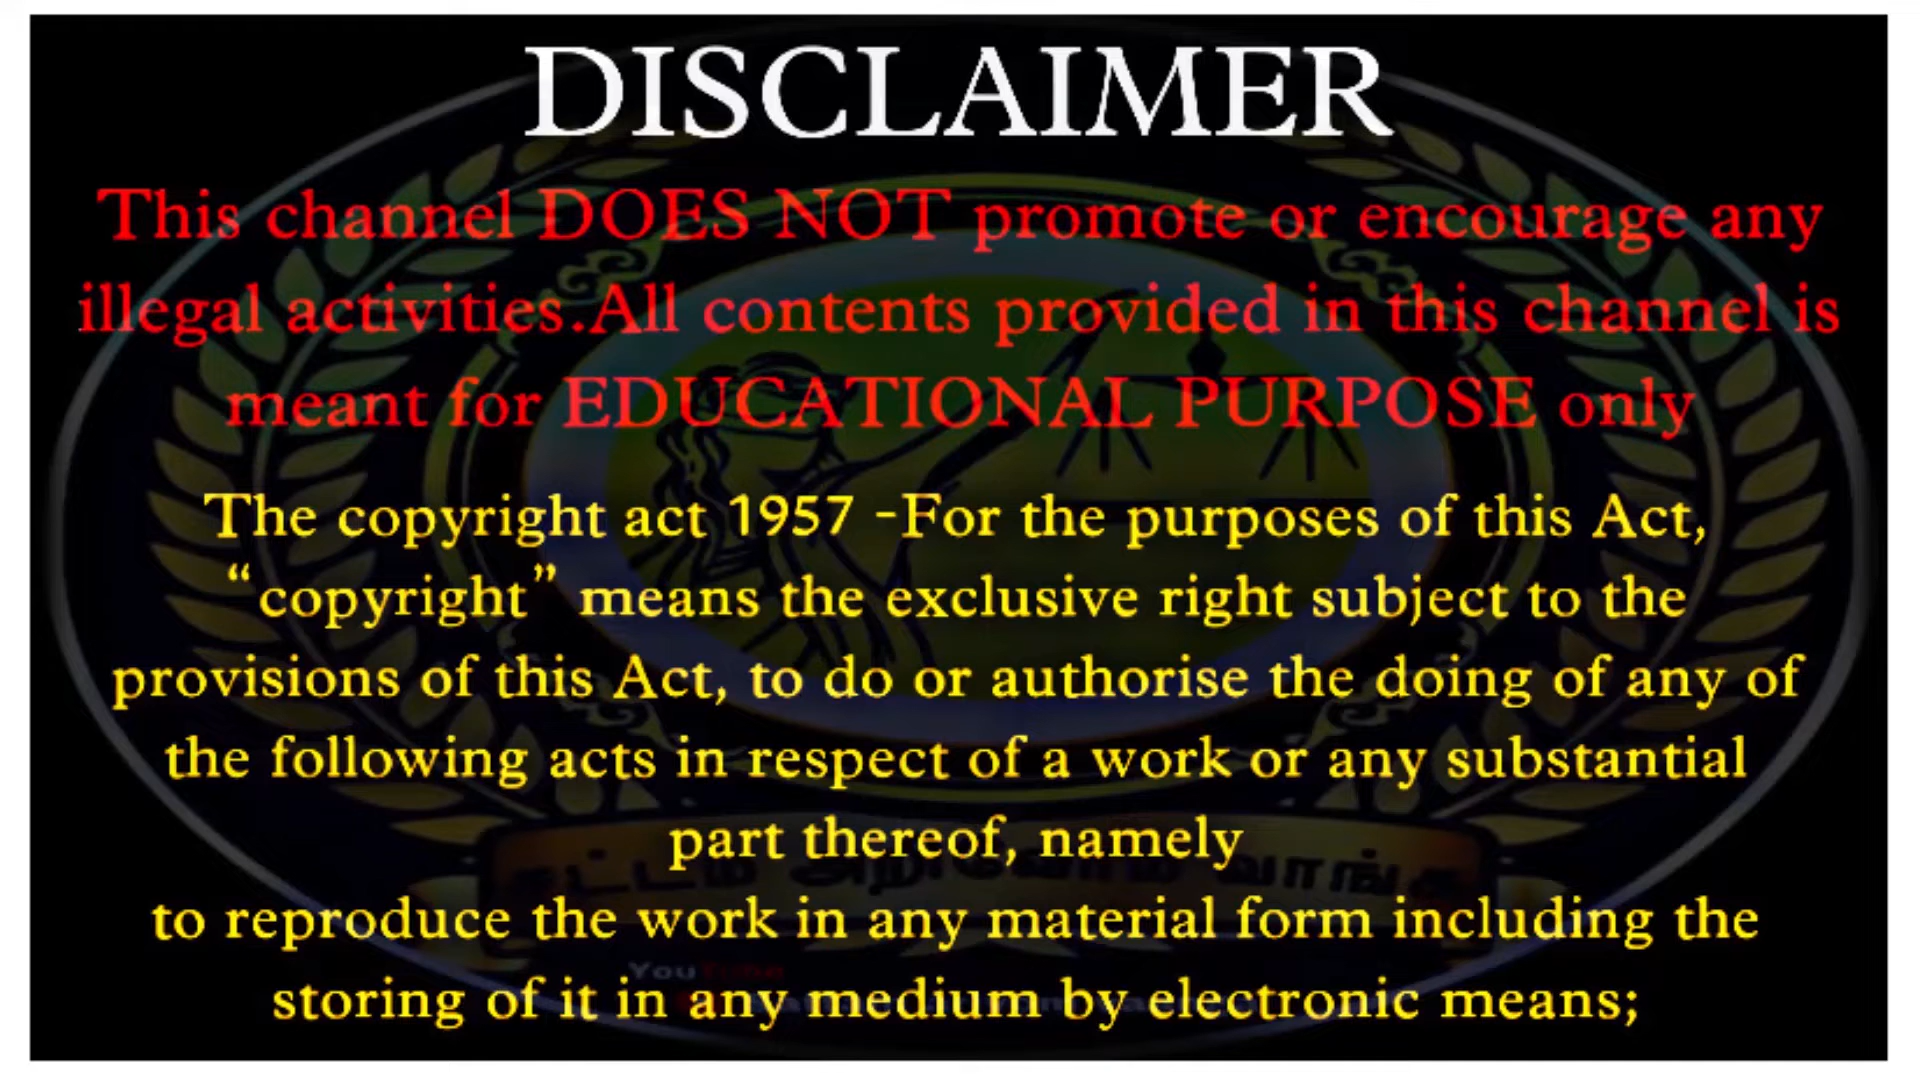 DISCLAIMER
This channel DOES NOT promote or encourage any
illegal activities.All contents provided in this channel is
meant for EDUCATIONAL PURPOSE only
The copyright act 1957 -For the purposes of this Act,
“copyright” means the exclusive right subject to the
provisions of this Act, to do or authorise the doing of any of
the following acts in respect of a work or any substantial
part thereof, namely
சட்டம் அறிவோம் வாங்க
to reproduce the work in any material form including the
YouTube
storing of it in any medium by electronic means;